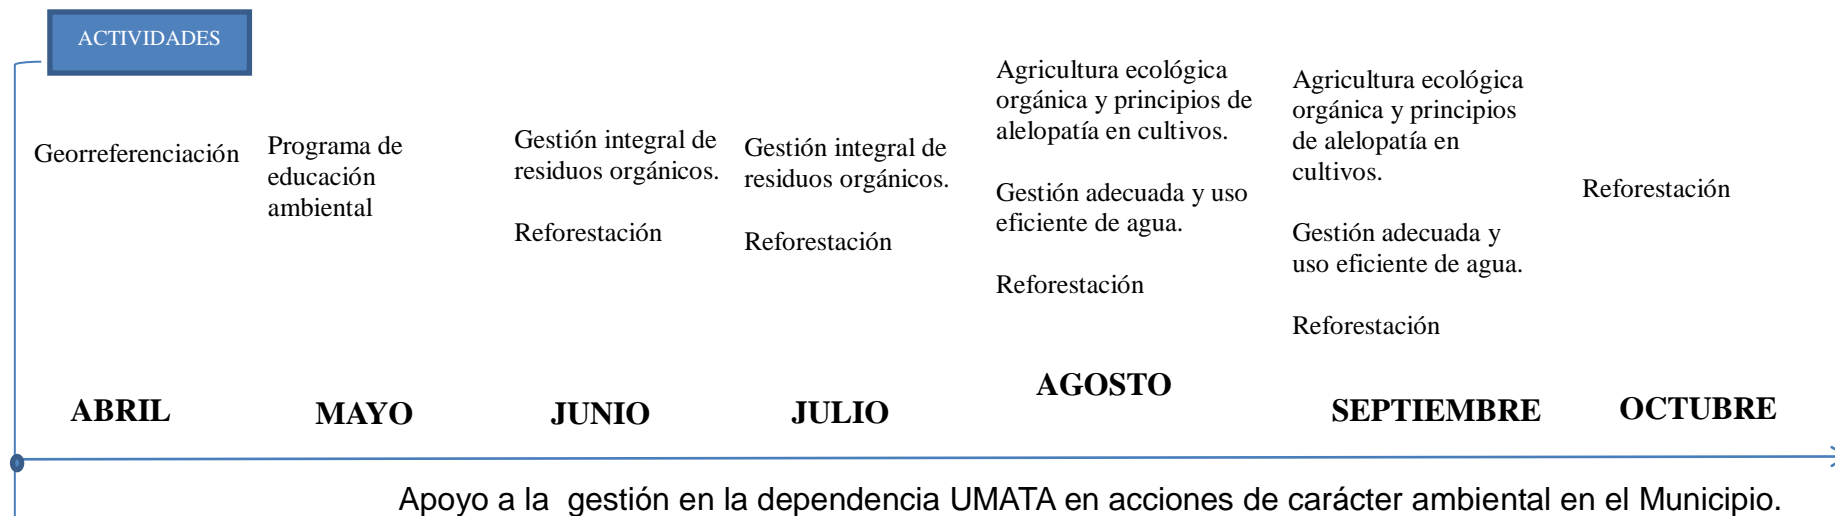 ACTIVIDADES
Georreferenciación
Programa de
educación
ambiental
Gestión integral de
residuos orgánicos.
Reforestación
Gestión integral de
residuos orgánicos.
Reforestación
Agricultura ecológica
orgánica y principios de
alelopatía en cultivos.
Gestión adecuada y uso
eficiente de agua.
Reforestación
Agricultura ecológica
orgánica y principios
de alelopatía en
cultivos.
Gestión adecuada y
uso eficiente de agua.
Reforestación
Reforestación
ABRIL
MAYO
JUNIO
JULIO
AGOSTO
SEPTIEMBRE
OCTUBRE
Apoyo a la  gestión en la dependencia UMATA en acciones de carácter ambiental en el Municipio.